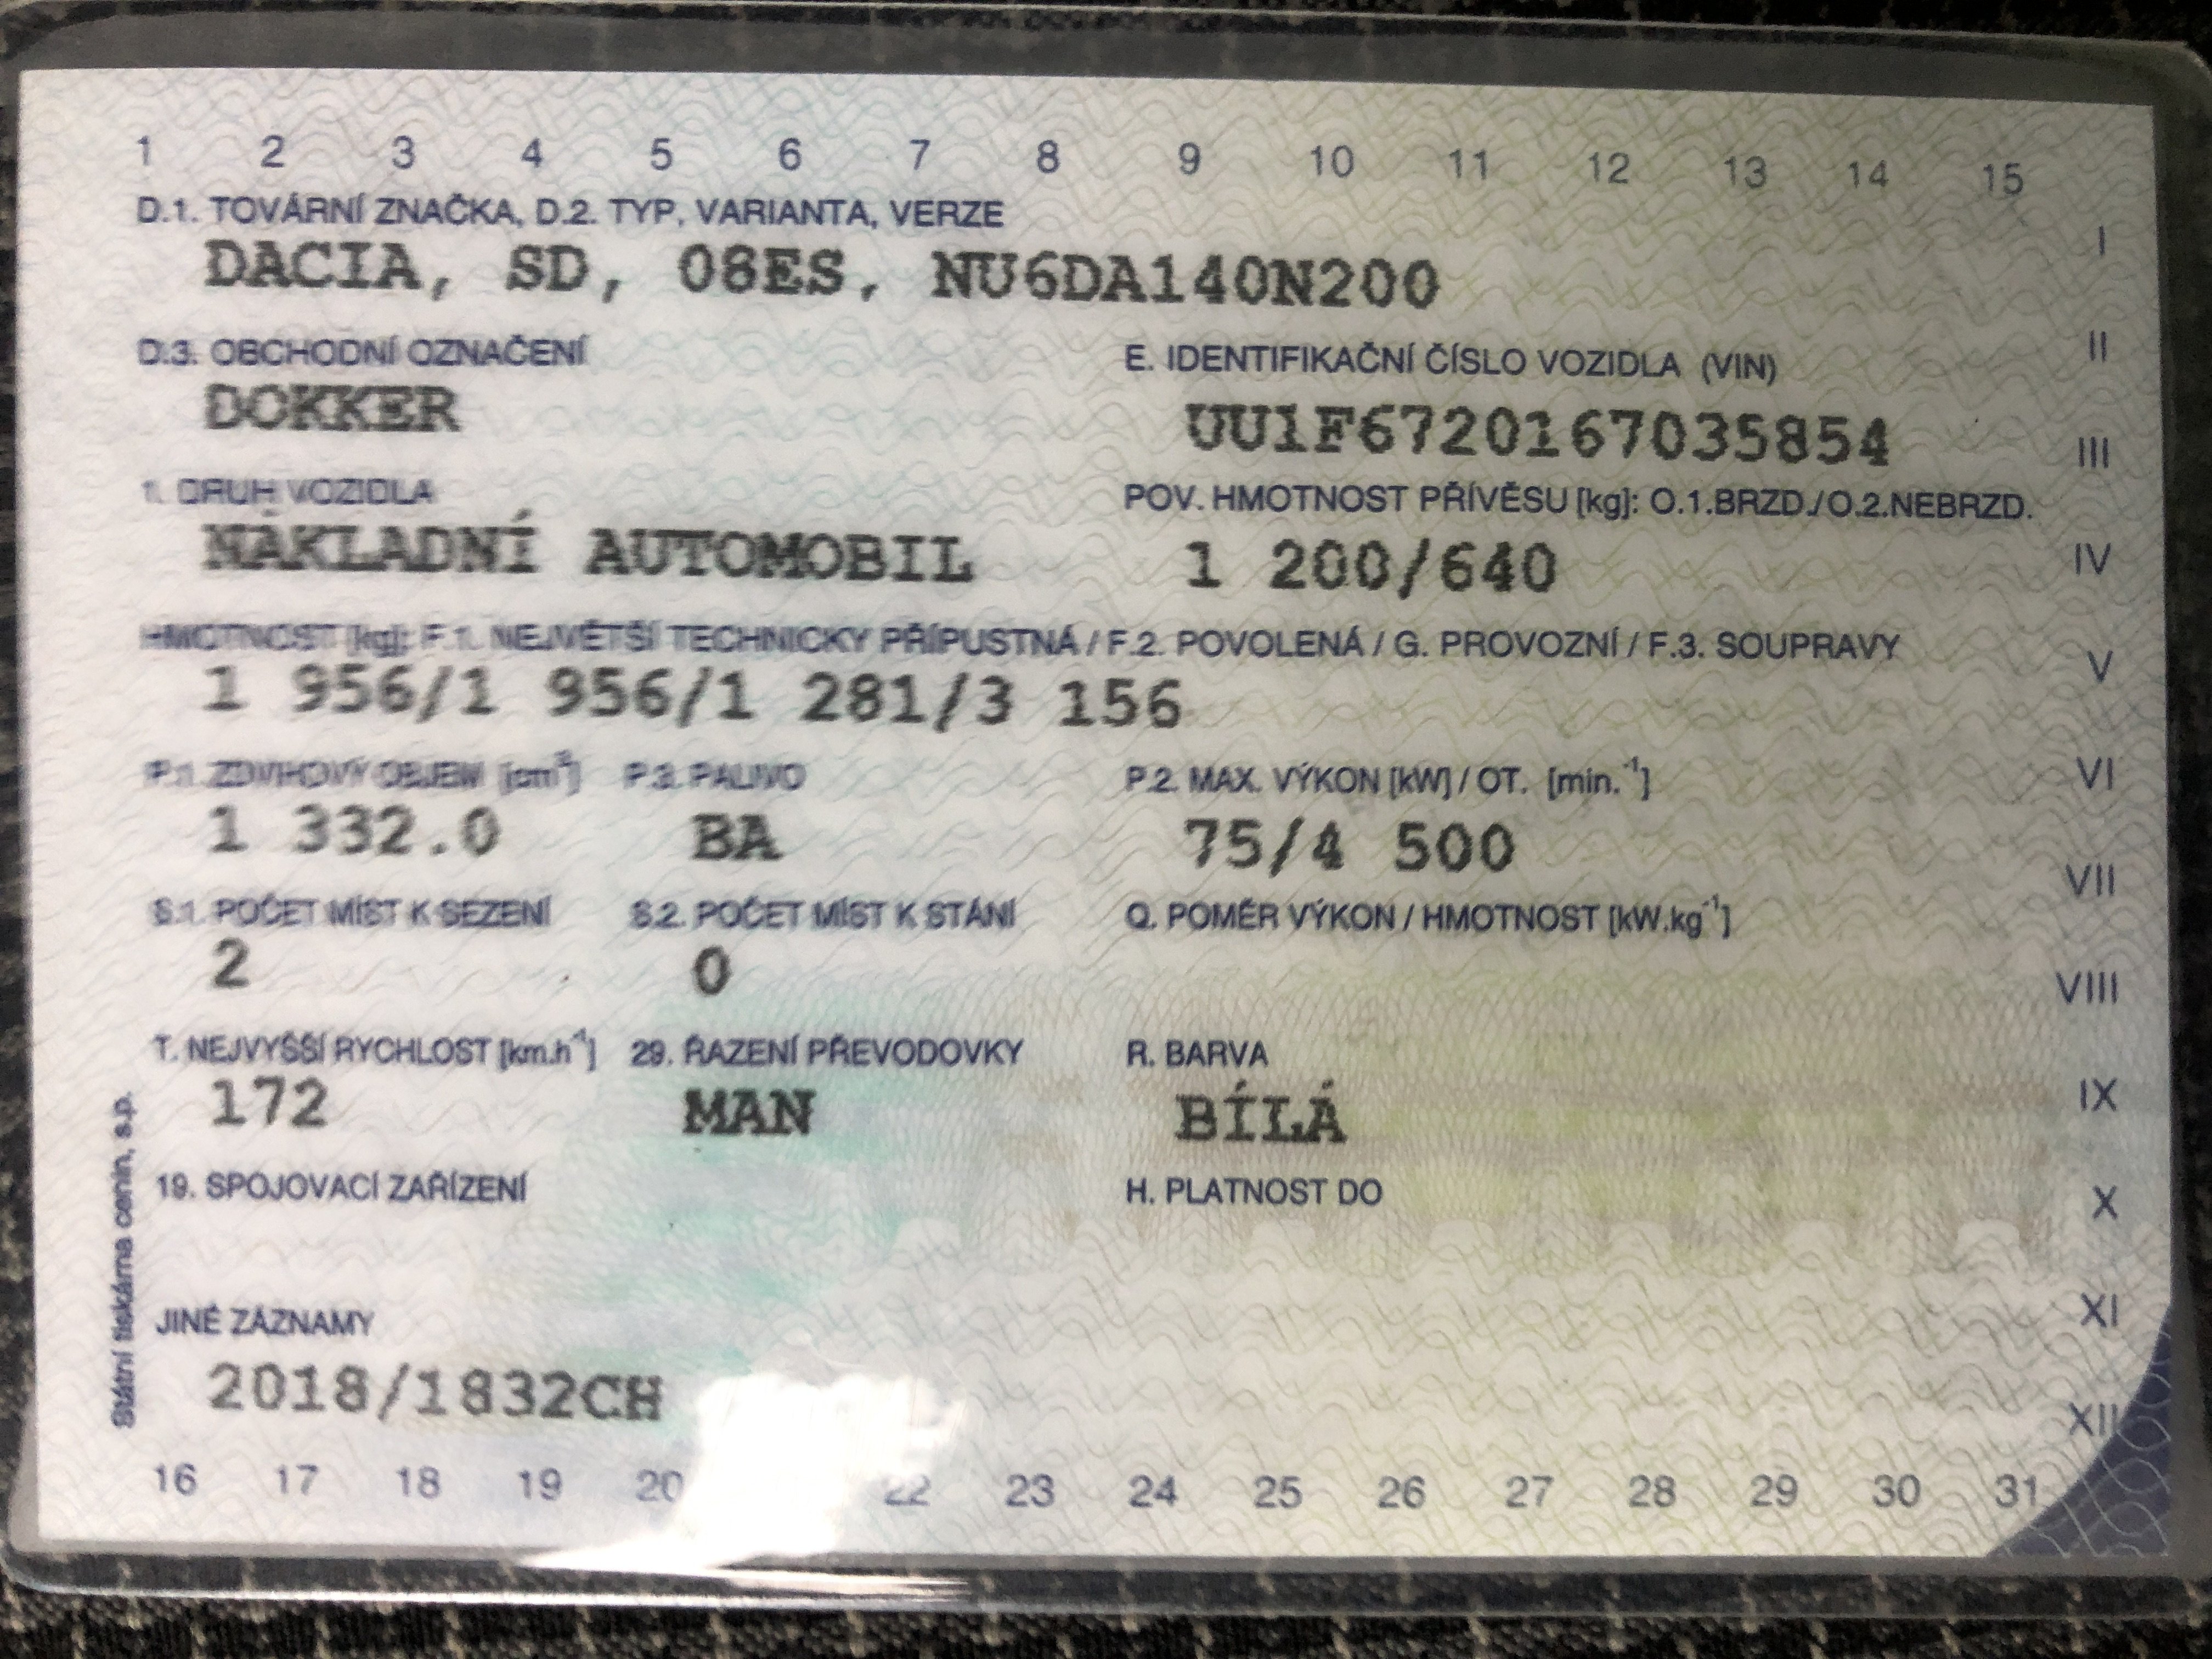 1 2 3 4 5 6 7 8 9 10 11 12 13 14 15
D.1. TOVÁRNÍ ZNAČKA, D.2. TYP, VARIANTA, VERZE
I
DACIA, SD, 08ES, NU6DA140N200
D.3. OBCHODNÍ OZNAČENÍ E. IDENTIFIKAČNÍ ČÍSLO VOZIDLA (VIN)
II
DOKKER UU1F6720167035854
III
1. DRUH VOZIDLA POV. HMOTNOST PŘÍVĚSU [kg]: O.1.BRZD./O.2.NEBRZD.
NÁKLADNÍ AUTOMOBIL 1 200/640
IV
HMOTNOST [kg]: F.1. NEJVĚTŠÍ TECHNICKY PŘÍPUSTNÁ / F.2. POVOLENÁ / G. PROVOZNÍ / F.3. SOUPRAVY
V
1 956/1 956/1 281/3 156
P.1. ZDVIHOVÝ OBJEM [cm³] P.3. PALIVO P.2. MAX. VÝKON [kW] / OT. [min.⁻¹]
VI
1 332.0 BA 75/4 500
VII
S.1. POČET MÍST K SEZENÍ S.2. POČET MÍST K STÁNÍ Q. POMĚR VÝKON / HMOTNOST [kW.kg⁻¹]
2 0
VIII
T. NEJVYŠŠÍ RYCHLOST [km.h⁻¹] 29. ŘAZENÍ PŘEVODOVKY R. BARVA
172 MAN BÍLÁ
IX
19. SPOJOVACÍ ZAŘÍZENÍ H. PLATNOST DO
X
JINÉ ZÁZNAMY
XI
2018/1832CH
XII
16 17 18 19 20 22 23 24 25 26 27 28 29 30 31
Státní tiskárna cenin, s.p.